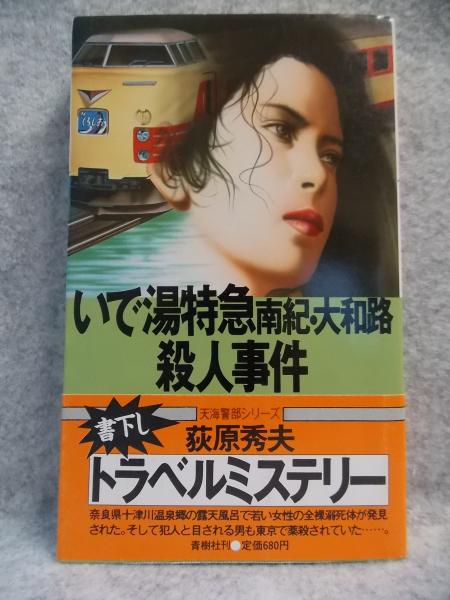 くろしお
いで湯特急南紀・大和路
殺人事件
書下し
天海警部シリーズ
荻原秀夫
トラベルミステリー
奈良県十津川温泉郷の露天風呂で若い女性の全裸溺死体が発見
された。そして犯人と目される男も東京で薬殺されていた……。
青樹社刊●定価680円